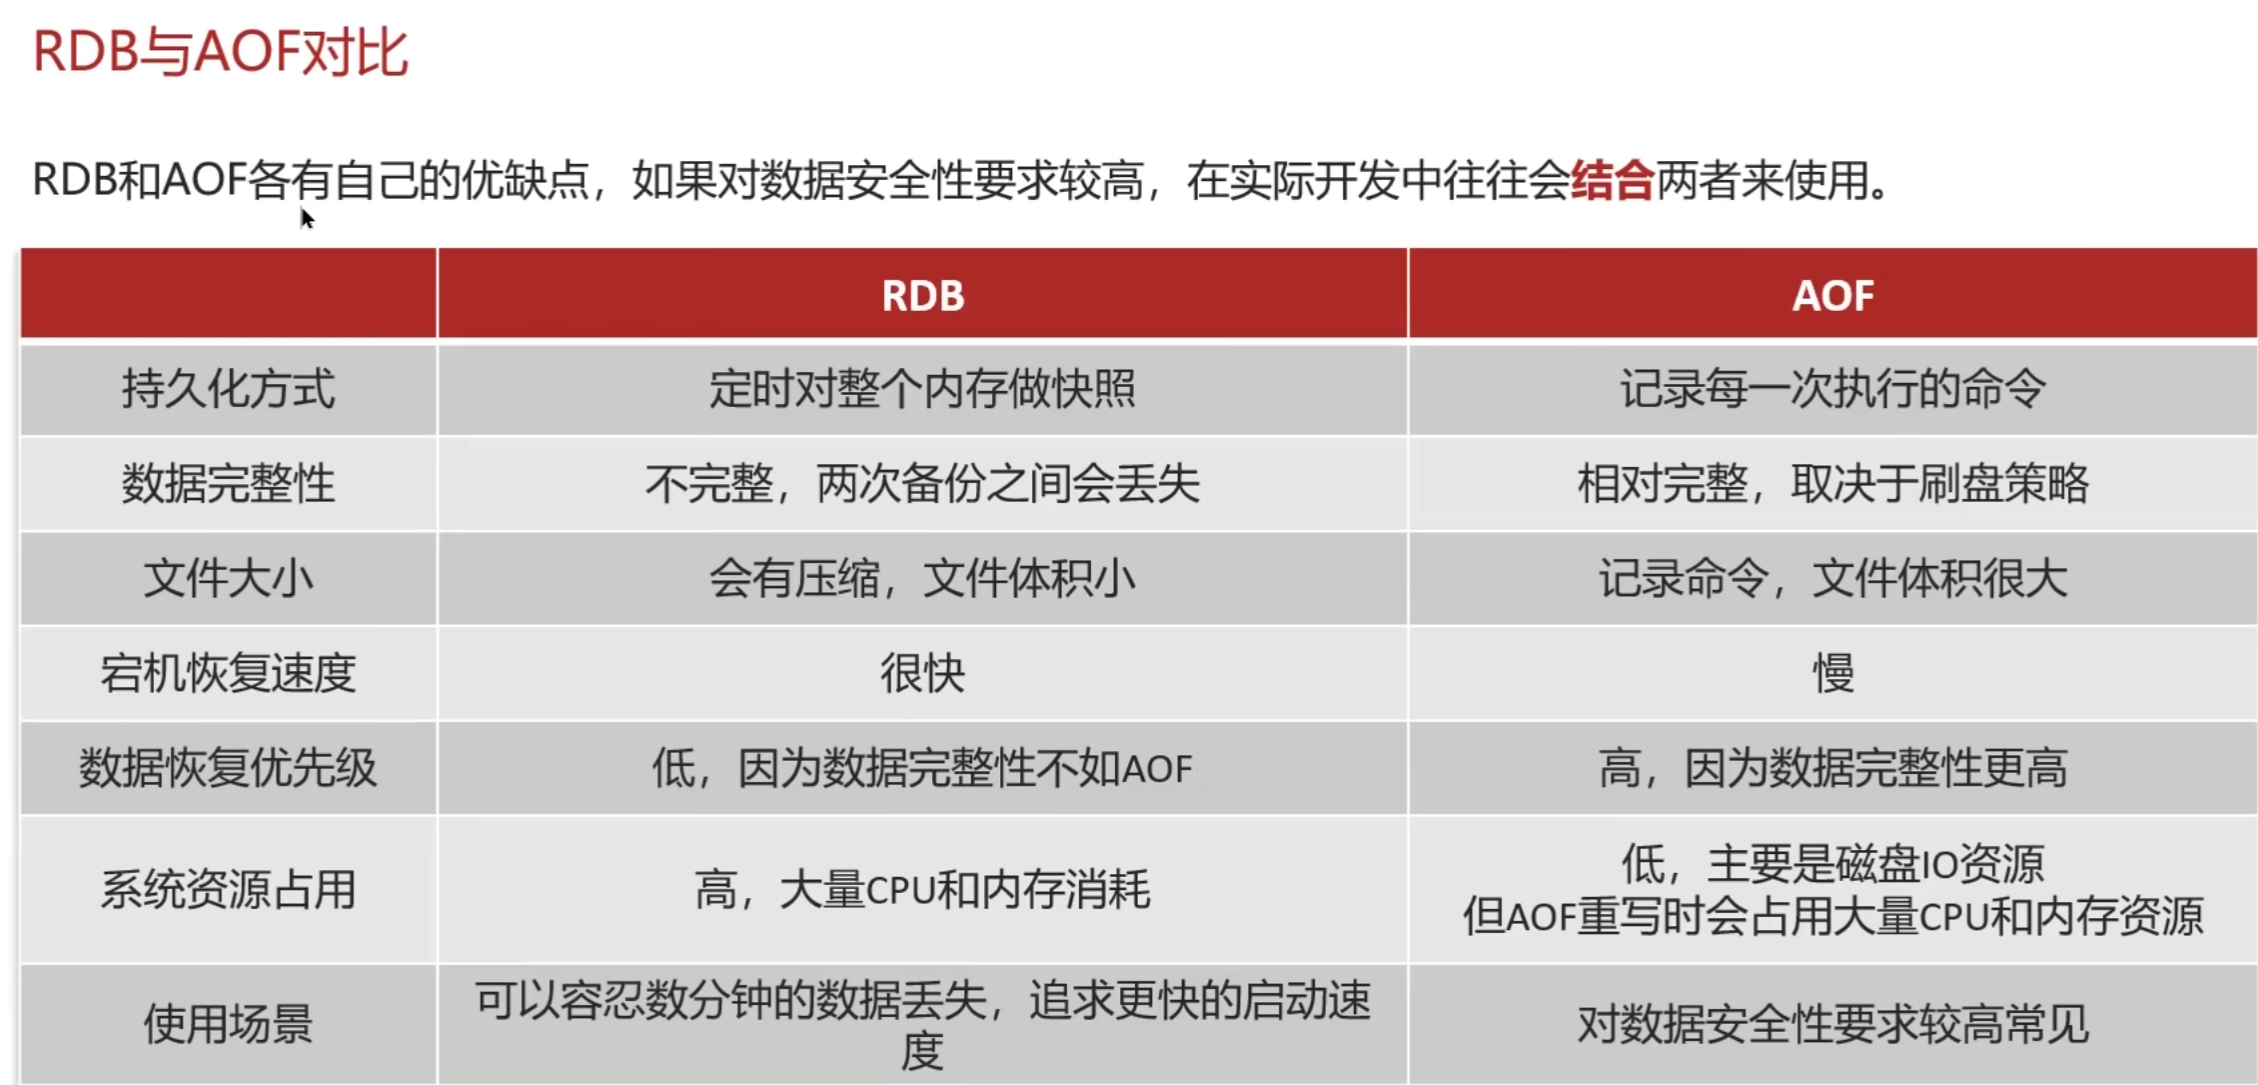 RDB与AOF对比
RDB和AOF各有自己的优缺点，如果对数据安全性要求较高，在实际开发中往往会结合两者来使用。
RDB AOF
持久化方式 定时对整个内存做快照 记录每一次执行的命令
数据完整性 不完整，两次备份之间会丢失 相对完整，取决于刷盘策略
文件大小 会有压缩，文件体积小 记录命令，文件体积很大
宕机恢复速度 很快 慢
数据恢复优先级 低，因为数据完整性不如AOF 高，因为数据完整性更高
系统资源占用 高，大量CPU和内存消耗 低，主要是磁盘IO资源
但AOF重写时会占用大量CPU和内存资源
使用场景 可以容忍数分钟的数据丢失，追求更快的启动速
度 对数据安全性要求较高常见